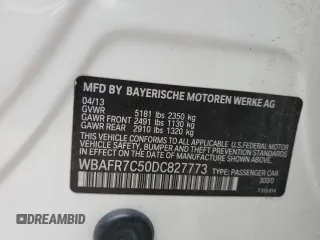 MFD BY BAYERISCHE MOTOREN WERKE AG
04/13
GVWR 5181 lbs 2350 kg
GAWR FRONT 2491 lbs 1130 kg
GAWR REAR 2910 lbs 1320 kg
THIS VEHICLE CONFORMS TO ALL APPLICABLE U.S. FEDERAL MOTOR
VEHICLE SAFETY, BUMPER, AND THEFT PREVENTION STANDARDS IN
EFFECT ON THE DATE OF MANUFACTURE SHOWN ABOVE.
WBAFR7C50DC827773 TYPE: PASSENGER CAR